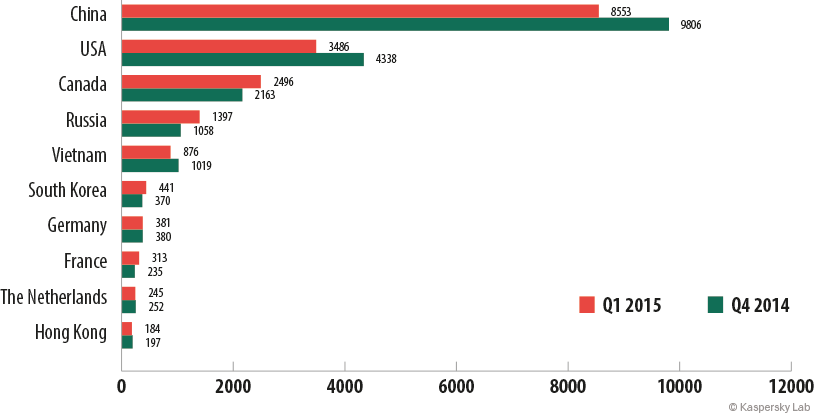 China
8553
9806
USA
3486
4338
Canada
2496
2163
Russia
1397
1058
Vietnam
876
1019
South Korea
441
370
Germany
381
380
France
313
235
The Netherlands
245
252
Hong Kong
184
197
Q1 2015 Q4 2014
0 2000 4000 6000 8000 10000 12000
© Kaspersky Lab